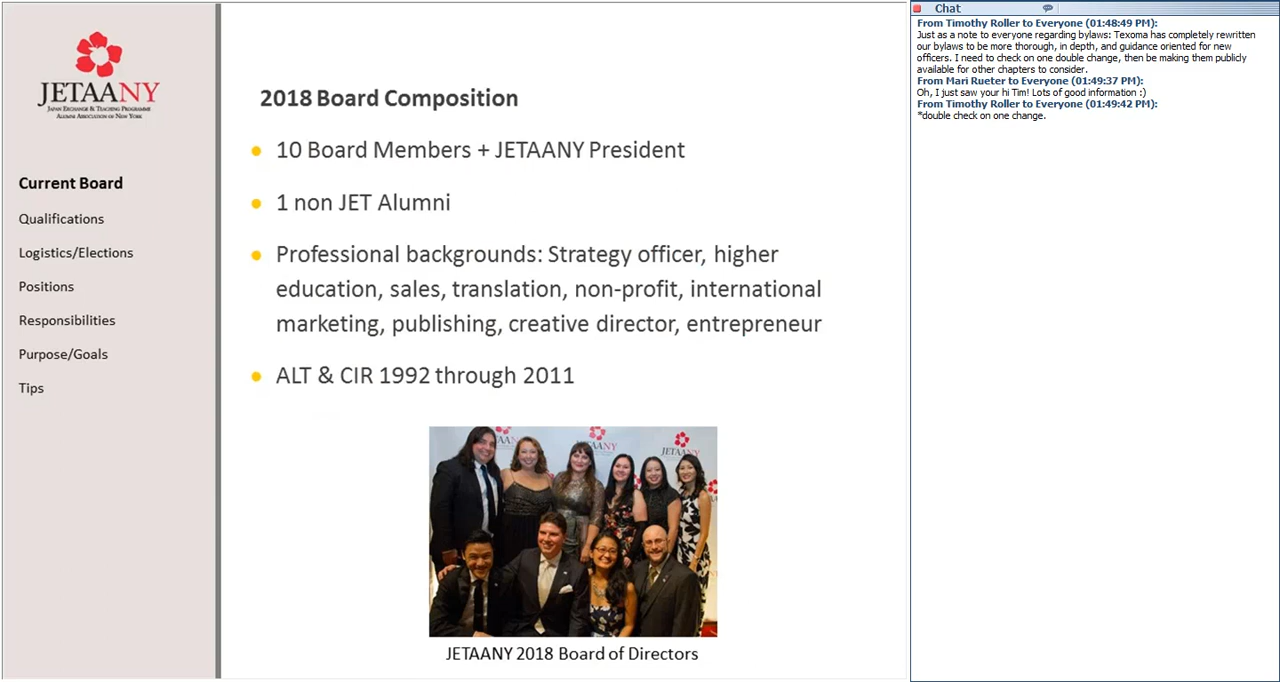 JETAANY
Japan Exchange & Teaching Programme
Alumni Association of New York
Current Board
Qualifications
Logistics/Elections
Positions
Responsibilities
Purpose/Goals
Tips
2018 Board Composition
10 Board Members + JETAANY President
1 non JET Alumni
Professional backgrounds: Strategy officer, higher
education, sales, translation, non-profit, international
marketing, publishing, creative director, entrepreneur
ALT & CIR 1992 through 2011
JETAANY
JETAANY 2018 Board of Directors
Chat
From Timothy Roller to Everyone (01:48:49 PM):
Just as a note to everyone regarding bylaws: Texoma has completely rewritten
our bylaws to be more thorough, in depth, and guidance oriented for new
officers. I need to check on one double change, then be making them publicly
available for other chapters to consider.
From Mari Rueter to Everyone (01:49:37 PM):
Oh, I just saw your hi Tim! Lots of good information :)
From Timothy Roller to Everyone (01:49:42 PM):
*double check on one change.